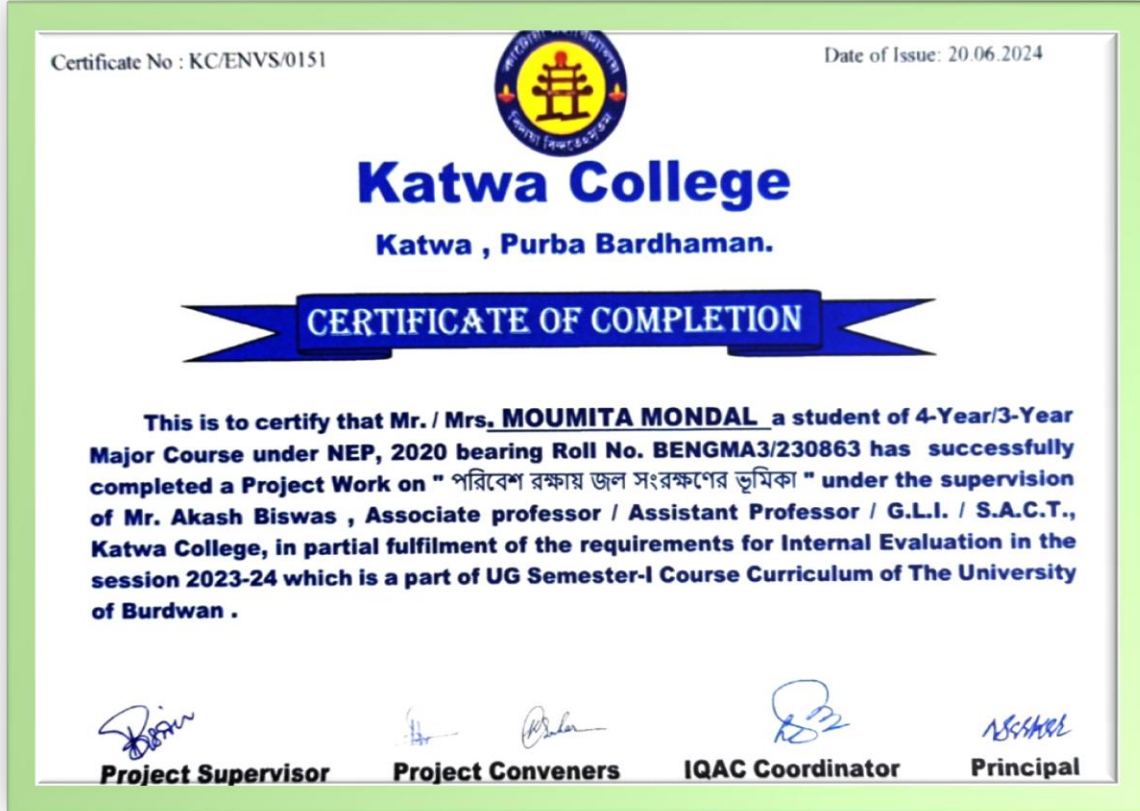 Certificate No : KC/ENVS/0151
Date of Issue: 20.06.2024
Katwa College
Katwa , Purba Bardhaman.
CERTIFICATE OF COMPLETION
This is to certify that Mr. / Mrs. MOUMITA MONDAL a student of 4-Year/3-Year
Major Course under NEP, 2020 bearing Roll No. BENGMA3/230863 has successfully
completed a Project Work on " পরিবেশ রক্ষায় জল সংরক্ষণের ভূমিকা " under the supervision
of Mr. Akash Biswas , Associate professor / Assistant Professor / G.L.I. / S.A.C.T.,
Katwa College, in partial fulfilment of the requirements for Internal Evaluation in the
session 2023-24 which is a part of UG Semester-I Course Curriculum of The University
of Burdwan .
Project Supervisor
Project Conveners
IQAC Coordinator
Principal